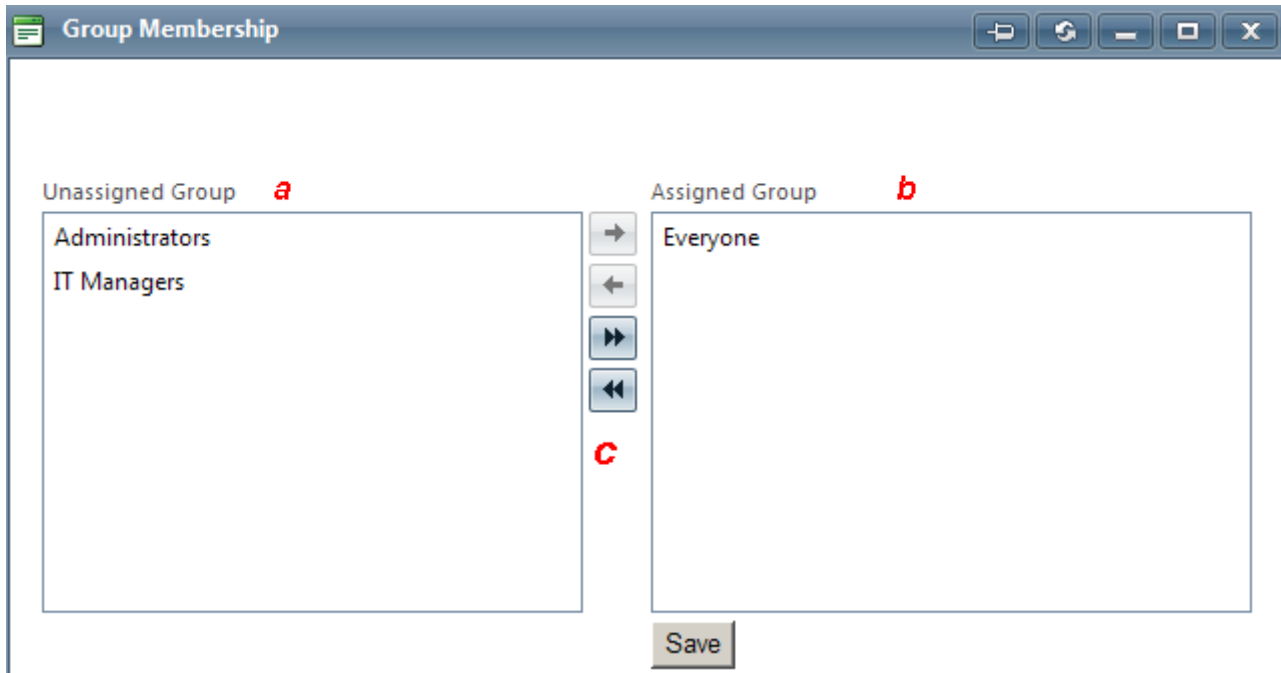 Group Membership
Unassigned Group a
Assigned Group b
Administrators
IT Managers
Everyone
c
Save